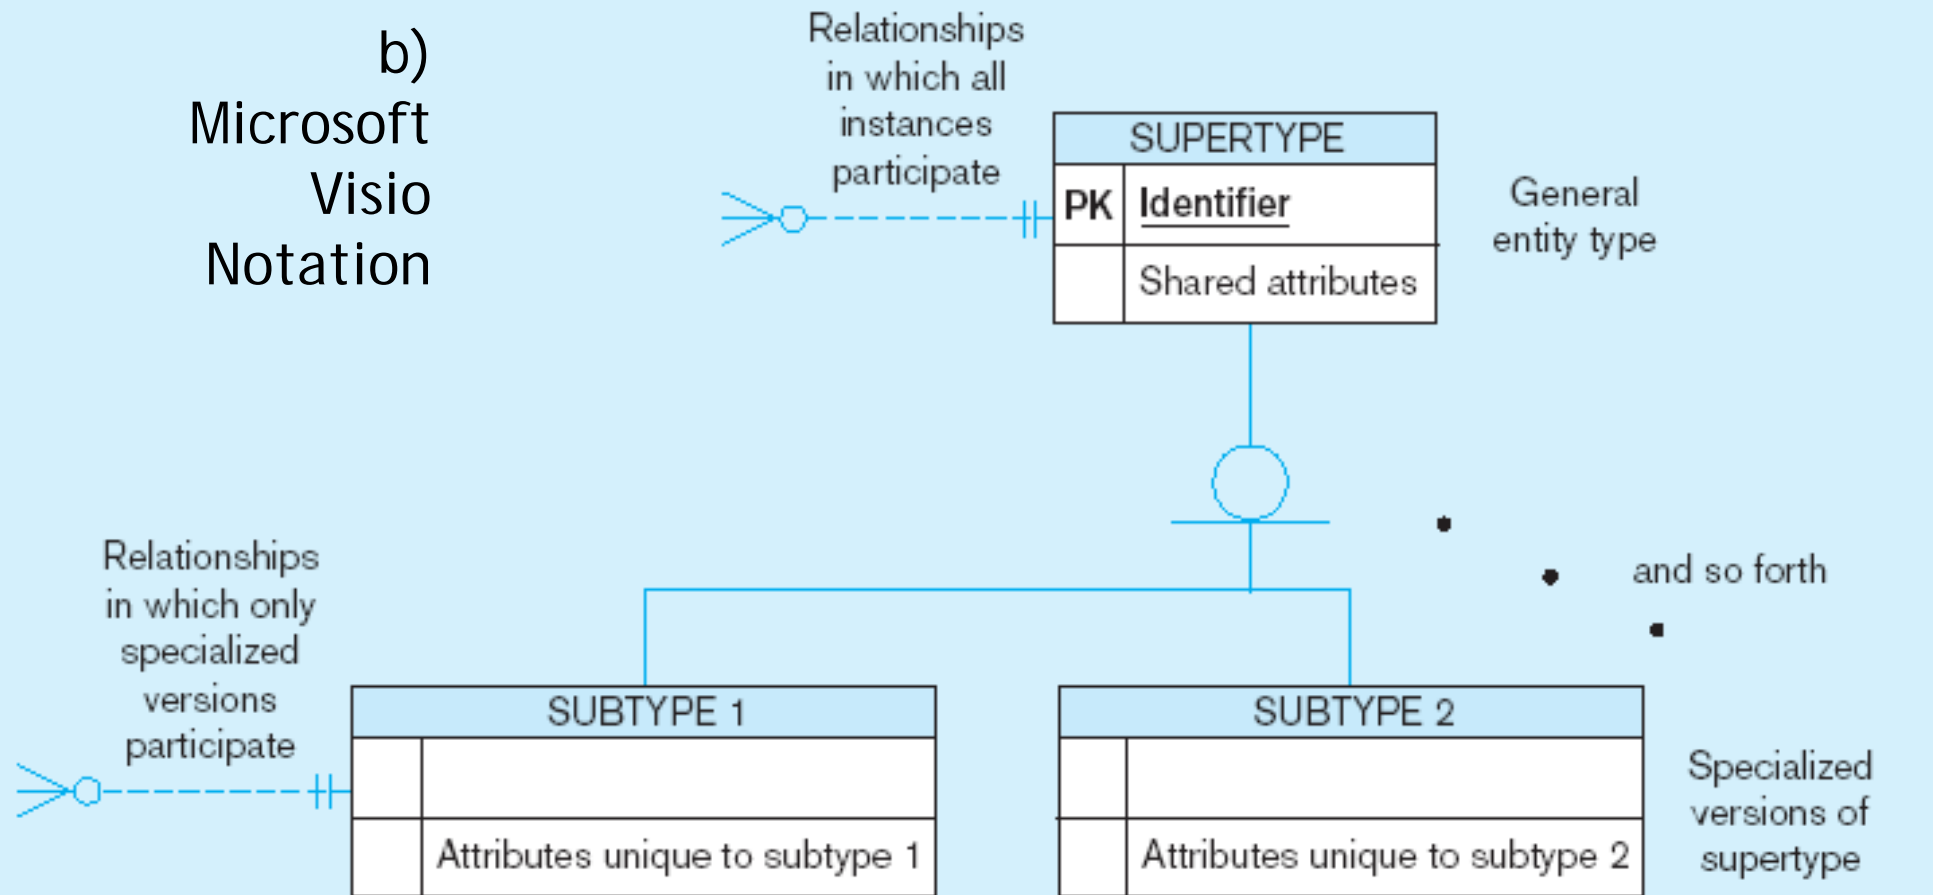 b)
Microsoft
Visio
Notation
Relationships
in which all
instances
participate
SUPERTYPE
PK Identifier
Shared attributes
General
entity type
and so forth
Relationships
in which only
specialized
versions
participate
SUBTYPE 1
Attributes unique to subtype 1
SUBTYPE 2
Attributes unique to subtype 2
Specialized
versions of
supertype